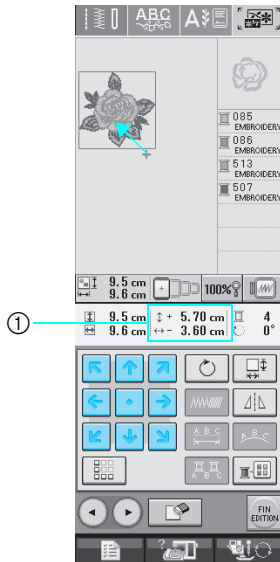 ABC
A
085
EMBROIDERY
086
EMBROIDERY
513
EMBROIDERY
507
EMBROIDERY
9.5 cm
9.6 cm
100%
①
9.5 cm + 5.70 cm 4
9.6 cm - 3.60 cm 0°
A B C
A B C
A B C
FIN
EDITION
?